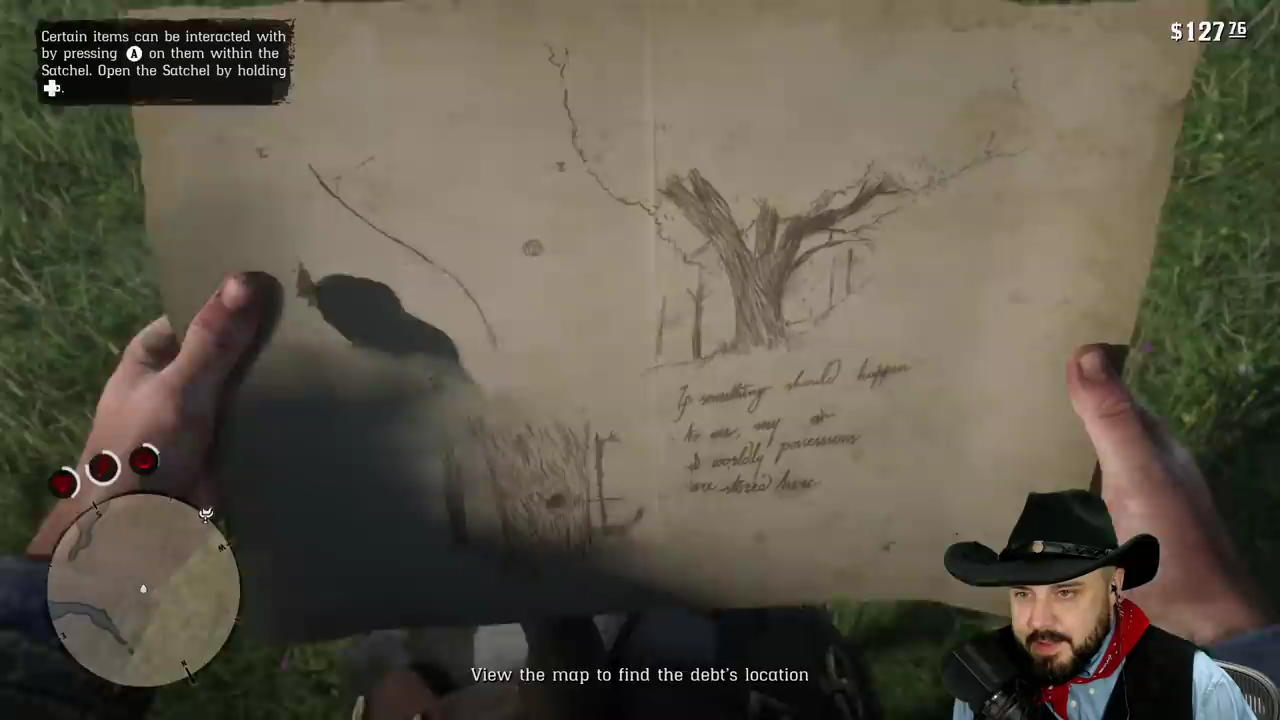 Certain items can be interacted with
by pressing A on them within the
Satchel. Open the Satchel by holding
.
$127 76
If something should happen
to me, my
worldly possessions
are stored here
View the map to find the debt's location